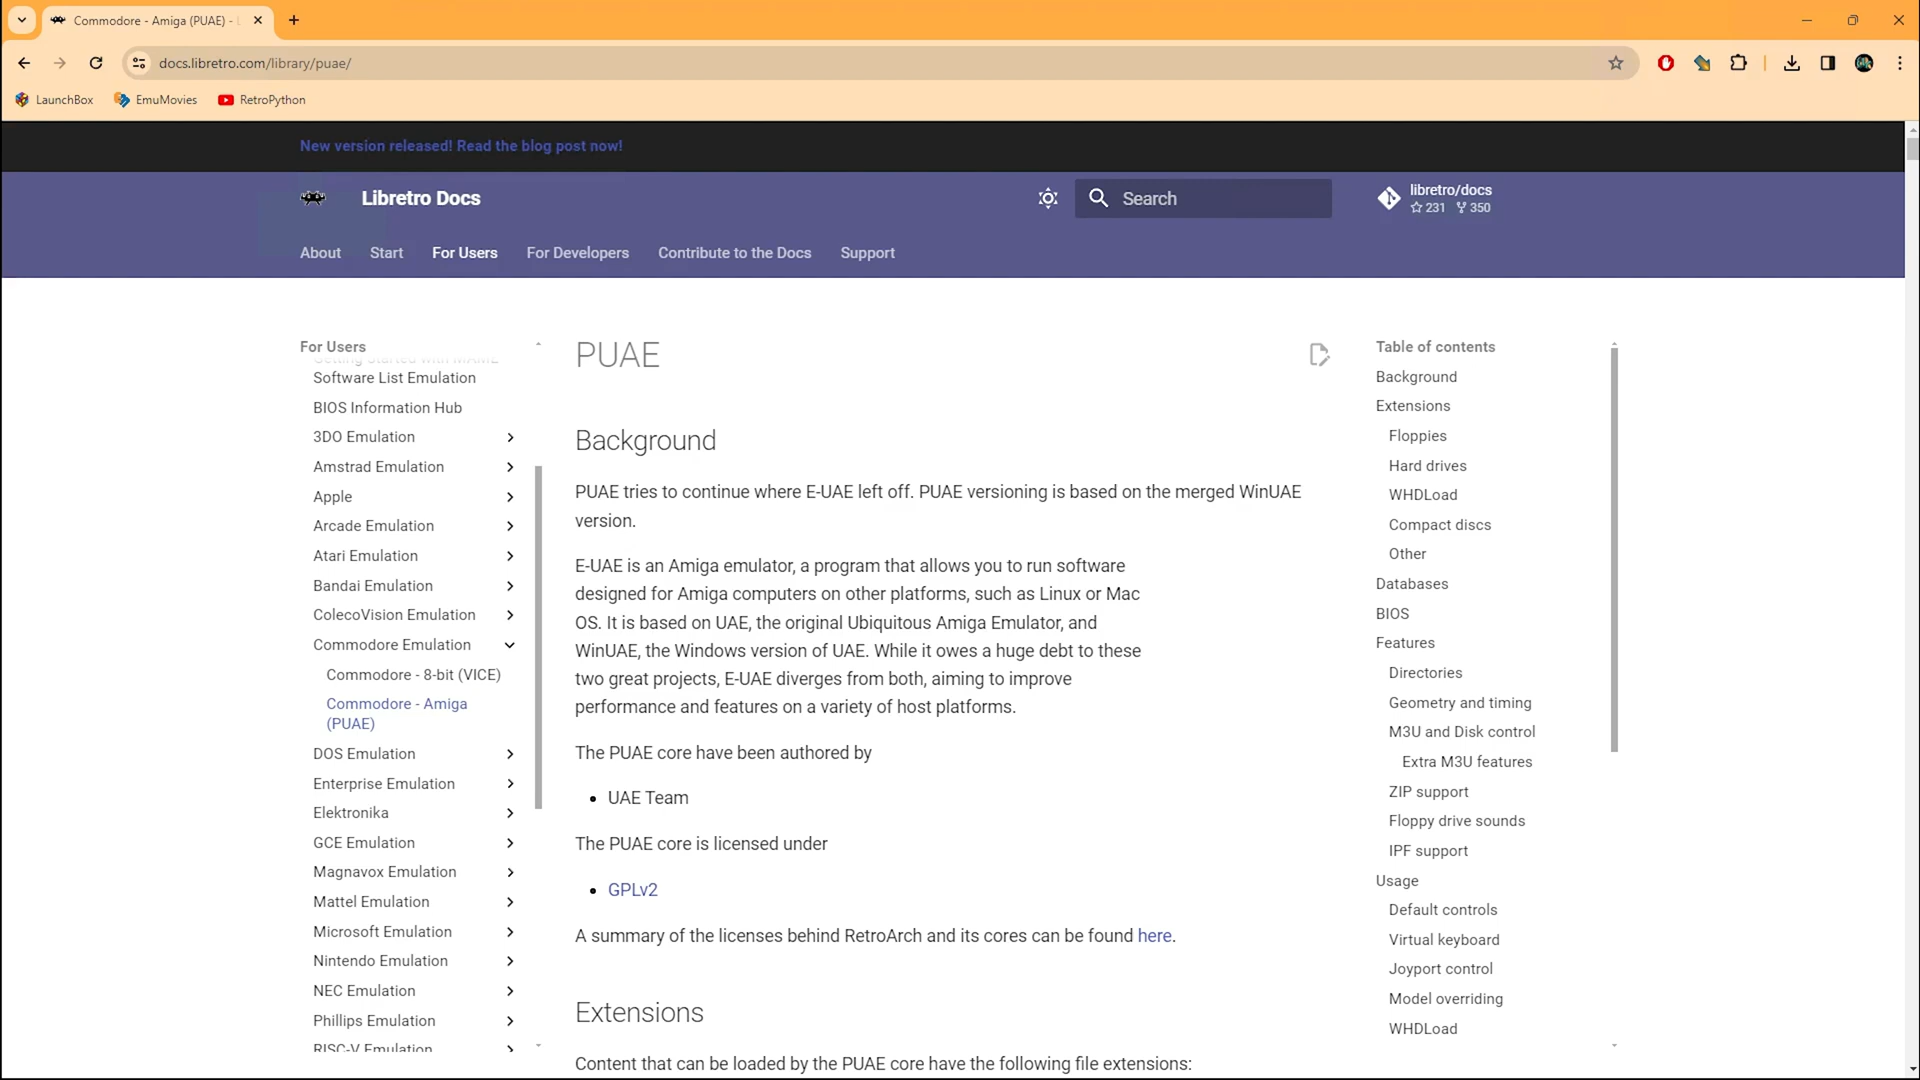 Commodore - Amiga (PUAE) -
docs.libretro.com/library/puae/
LaunchBox
EmuMovies
RetroPython
New version released! Read the blog post now!
Libretro Docs
Search
libretro/docs
231
350
About
Start
For Users
For Developers
Contribute to the Docs
Support
For Users
Getting Started with MAME
Software List Emulation
BIOS Information Hub
3DO Emulation
Amstrad Emulation
Apple
Arcade Emulation
Atari Emulation
Bandai Emulation
ColecoVision Emulation
Commodore Emulation
Commodore - 8-bit (VICE)
Commodore - Amiga
(PUAE)
DOS Emulation
Enterprise Emulation
Elektronika
GCE Emulation
Magnavox Emulation
Mattel Emulation
Microsoft Emulation
Nintendo Emulation
NEC Emulation
Phillips Emulation
RISC-V Emulation
PUAE
Background
PUAE tries to continue where E-UAE left off. PUAE versioning is based on the merged WinUAE
version.
E-UAE is an Amiga emulator, a program that allows you to run software
designed for Amiga computers on other platforms, such as Linux or Mac
OS. It is based on UAE, the original Ubiquitous Amiga Emulator, and
WinUAE, the Windows version of UAE. While it owes a huge debt to these
two great projects, E-UAE diverges from both, aiming to improve
performance and features on a variety of host platforms.
The PUAE core have been authored by
• UAE Team
The PUAE core is licensed under
• GPLv2
A summary of the licenses behind RetroArch and its cores can be found here.
Extensions
Content that can be loaded by the PUAE core have the following file extensions:
Table of contents
Background
Extensions
Floppies
Hard drives
WHDLoad
Compact discs
Other
Databases
BIOS
Features
Directories
Geometry and timing
M3U and Disk control
Extra M3U features
ZIP support
Floppy drive sounds
IPF support
Usage
Default controls
Virtual keyboard
Joyport control
Model overriding
WHDLoad